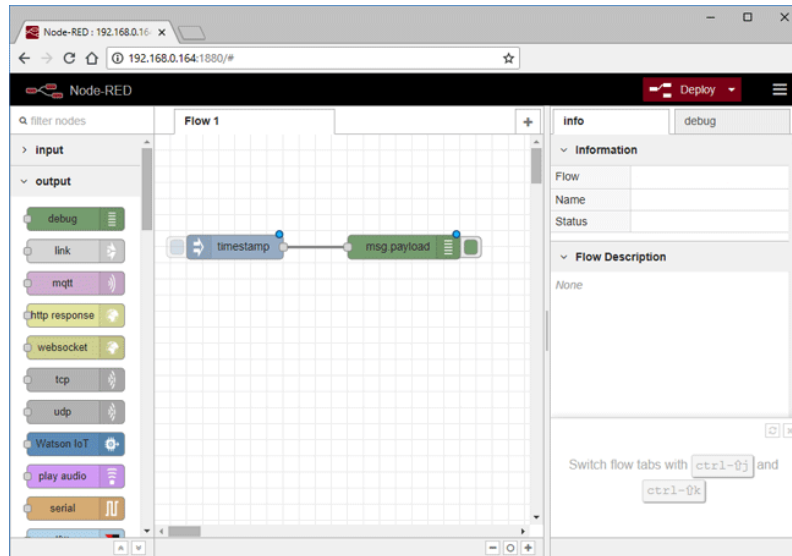 Node-RED : 192.168.0.16
192.168.0.164:1880/#
Node-RED
Deploy
filter nodes
Flow 1
info
debug
input
output
debug
link
mqtt
http response
websocket
tcp
udp
Watson IoT
play audio
serial
timestamp
msg.payload
Information
Flow
Name
Status
Flow Description
None
Switch flow tabs with ctrl-⇧j and
ctrl-⇧k